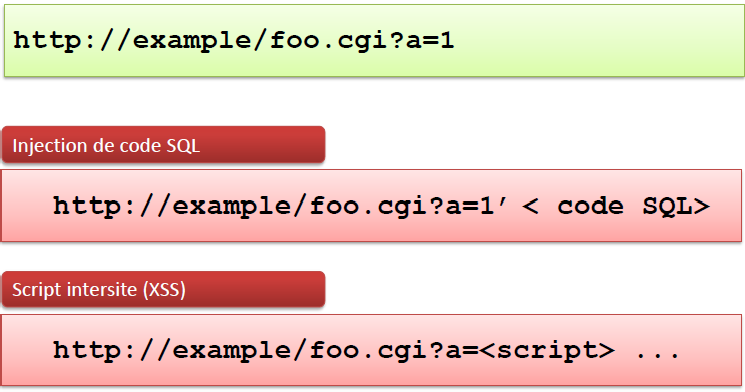 http://example/foo.cgi?a=1
Injection de code SQL
http://example/foo.cgi?a=1’ < code SQL>
Script intersite (XSS)
http://example/foo.cgi?a=<script> ...